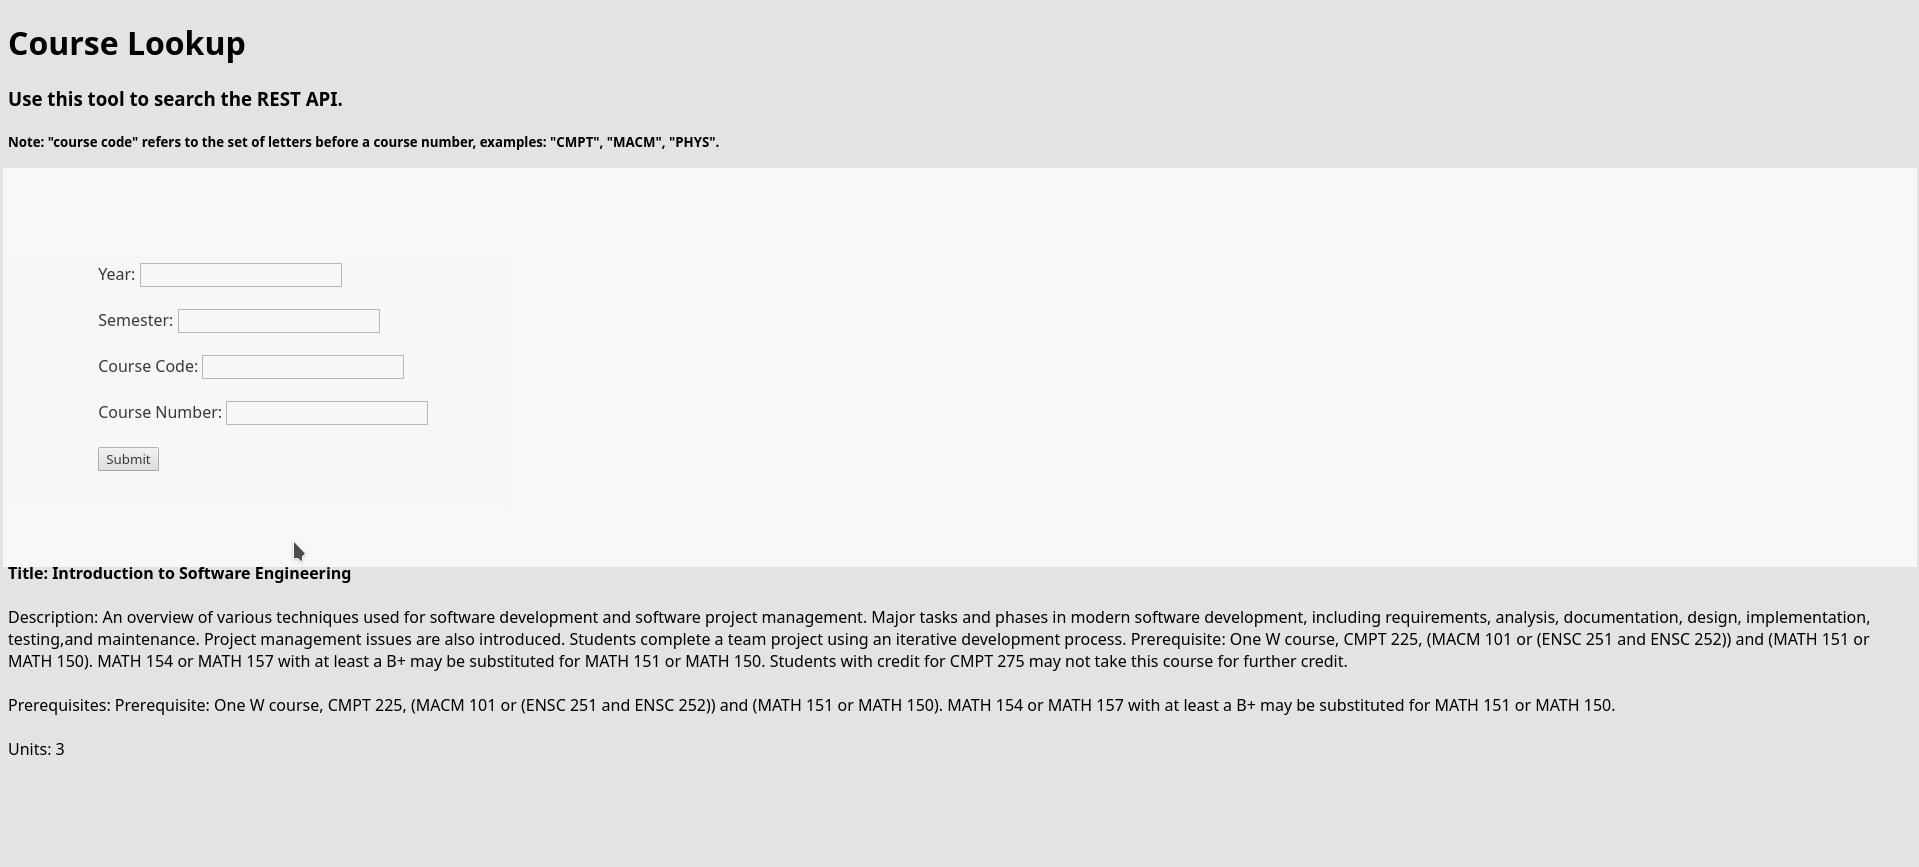 Course Lookup
Use this tool to search the REST API.
Note: "course code" refers to the set of letters before a course number, examples: "CMPT", "MACM", "PHYS".
Year:
Semester:
Course Code:
Course Number:
Submit
Title: Introduction to Software Engineering
Description: An overview of various techniques used for software development and software project management. Major tasks and phases in modern software development, including requirements, analysis, documentation, design, implementation,
testing,and maintenance. Project management issues are also introduced. Students complete a team project using an iterative development process. Prerequisite: One W course, CMPT 225, (MACM 101 or (ENSC 251 and ENSC 252)) and (MATH 151 or
MATH 150). MATH 154 or MATH 157 with at least a B+ may be substituted for MATH 151 or MATH 150. Students with credit for CMPT 275 may not take this course for further credit.
Prerequisites: Prerequisite: One W course, CMPT 225, (MACM 101 or (ENSC 251 and ENSC 252)) and (MATH 151 or MATH 150). MATH 154 or MATH 157 with at least a B+ may be substituted for MATH 151 or MATH 150.
Units: 3